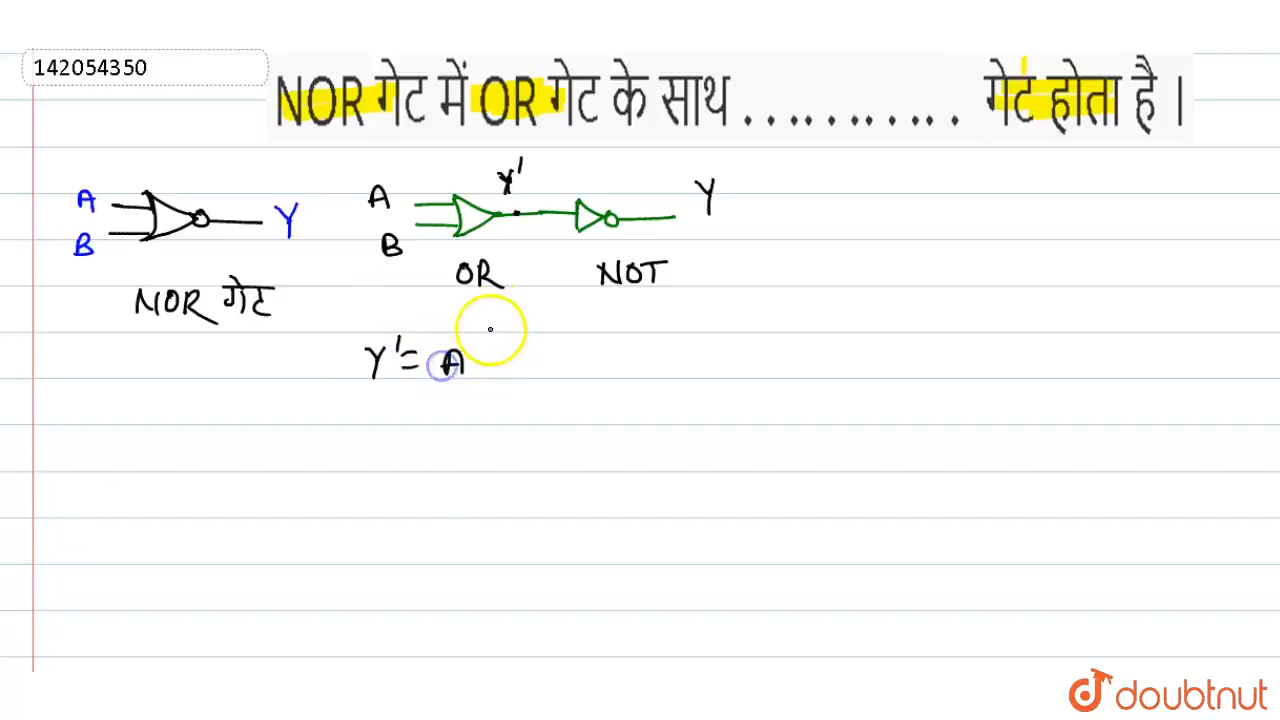 142054350
NOR गेट में OR गेट के साथ ............ गेट होता है ।
A B Y
NOR गेट
A B Y' Y
OR NOT
Y' = A
doubtnut